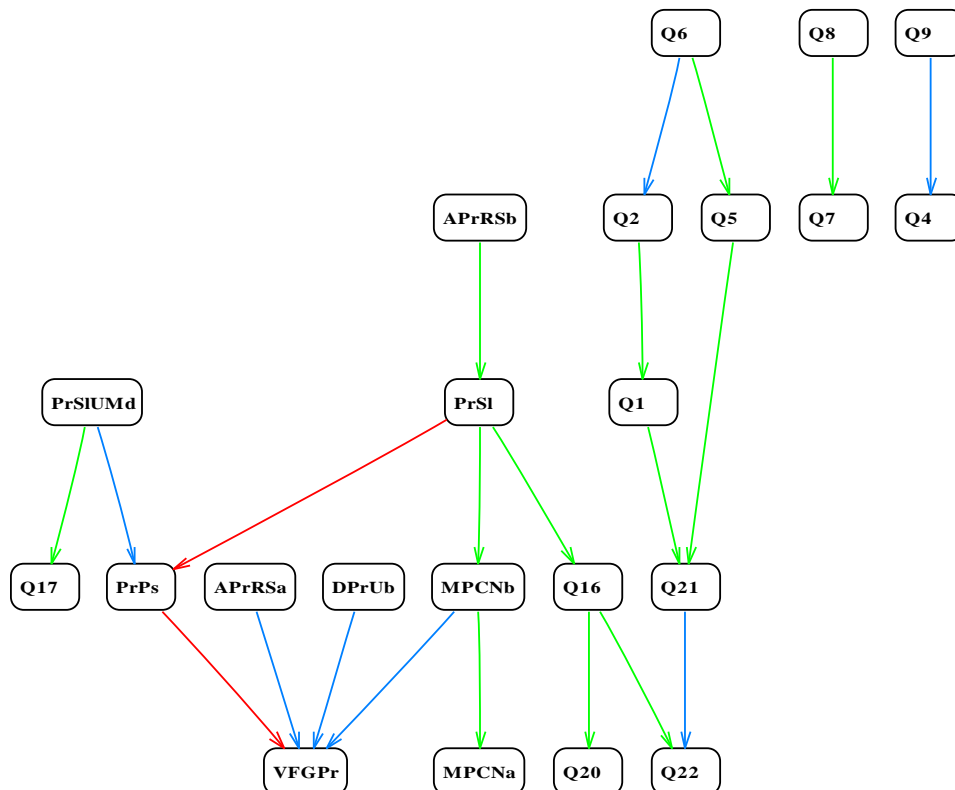 Q6
Q8
Q9
APrRSb
Q2
Q5
Q7
Q4
PrSlUMd
PrSl
Q1
Q17
PrPs
APrRSa
DPrUb
MPCNb
Q16
Q21
VFGPr
MPCNa
Q20
Q22